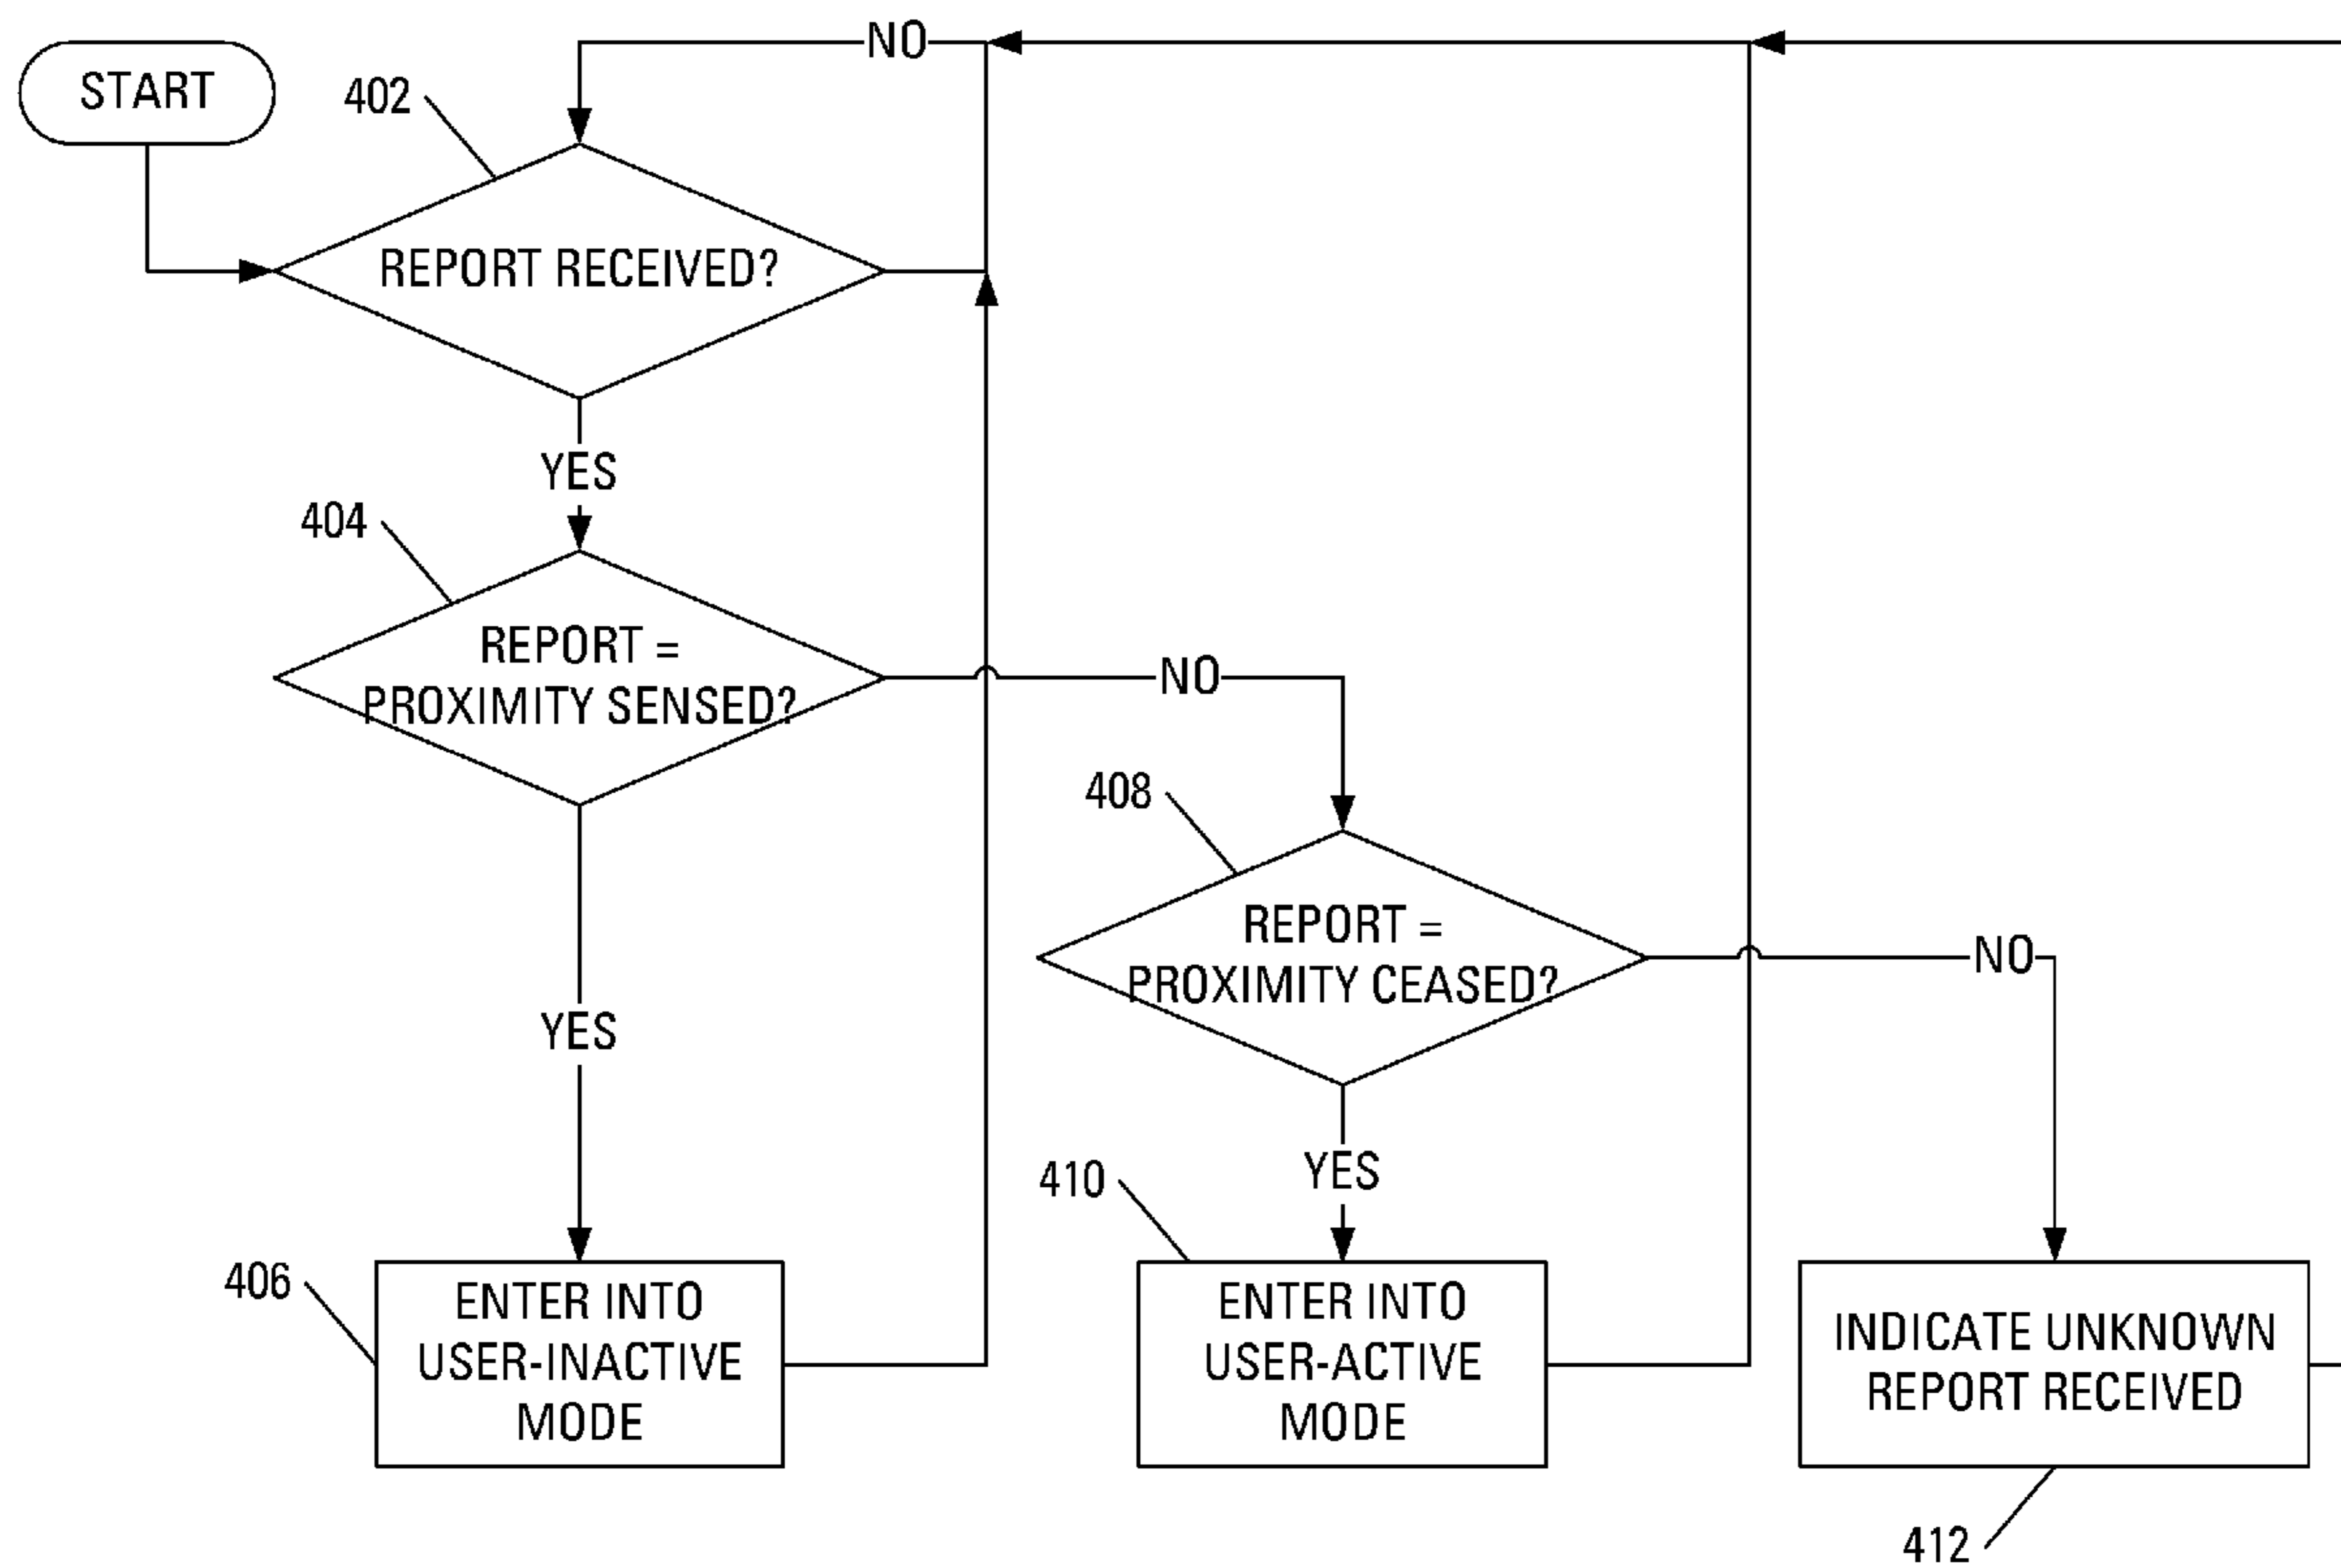 NO
START
402
REPORT RECEIVED?
YES
404
REPORT =
PROXIMITY SENSED?
NO
408
REPORT =
PROXIMITY CEASED?
NO
YES
YES
410
406
ENTER INTO
USER-INACTIVE
MODE
ENTER INTO
USER-ACTIVE
MODE
INDICATE UNKNOWN
REPORT RECEIVED
412